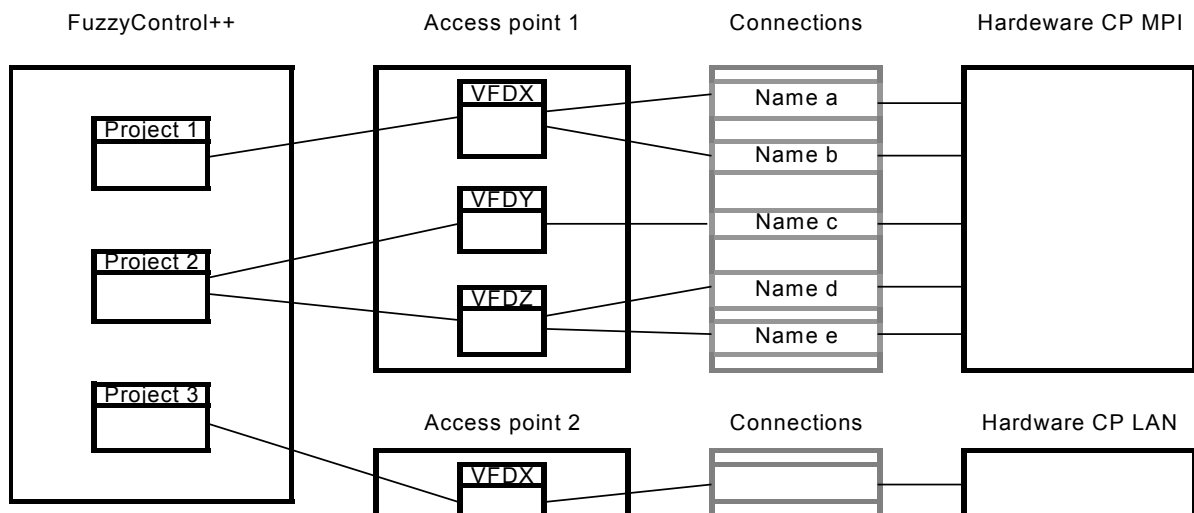 FuzzyControl++ Access point 1 Connections Hardeware CP MPI
VFDX
Name a
Project 1
Name b
VFDY
Name c
Project 2
VFDZ
Name d
Name e
Project 3
Access point 2 Connections Hardware CP LAN
VFDX